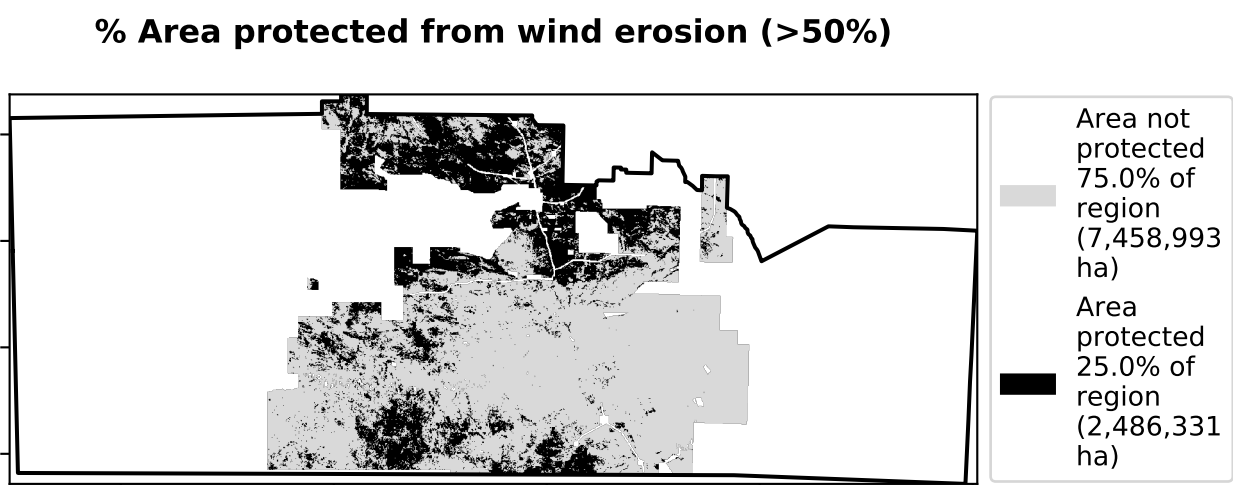 % Area protected from wind erosion (>50%)
Area not
protected
75.0% of
region
(7,458,993
ha)
Area
protected
25.0% of
region
(2,486,331
ha)